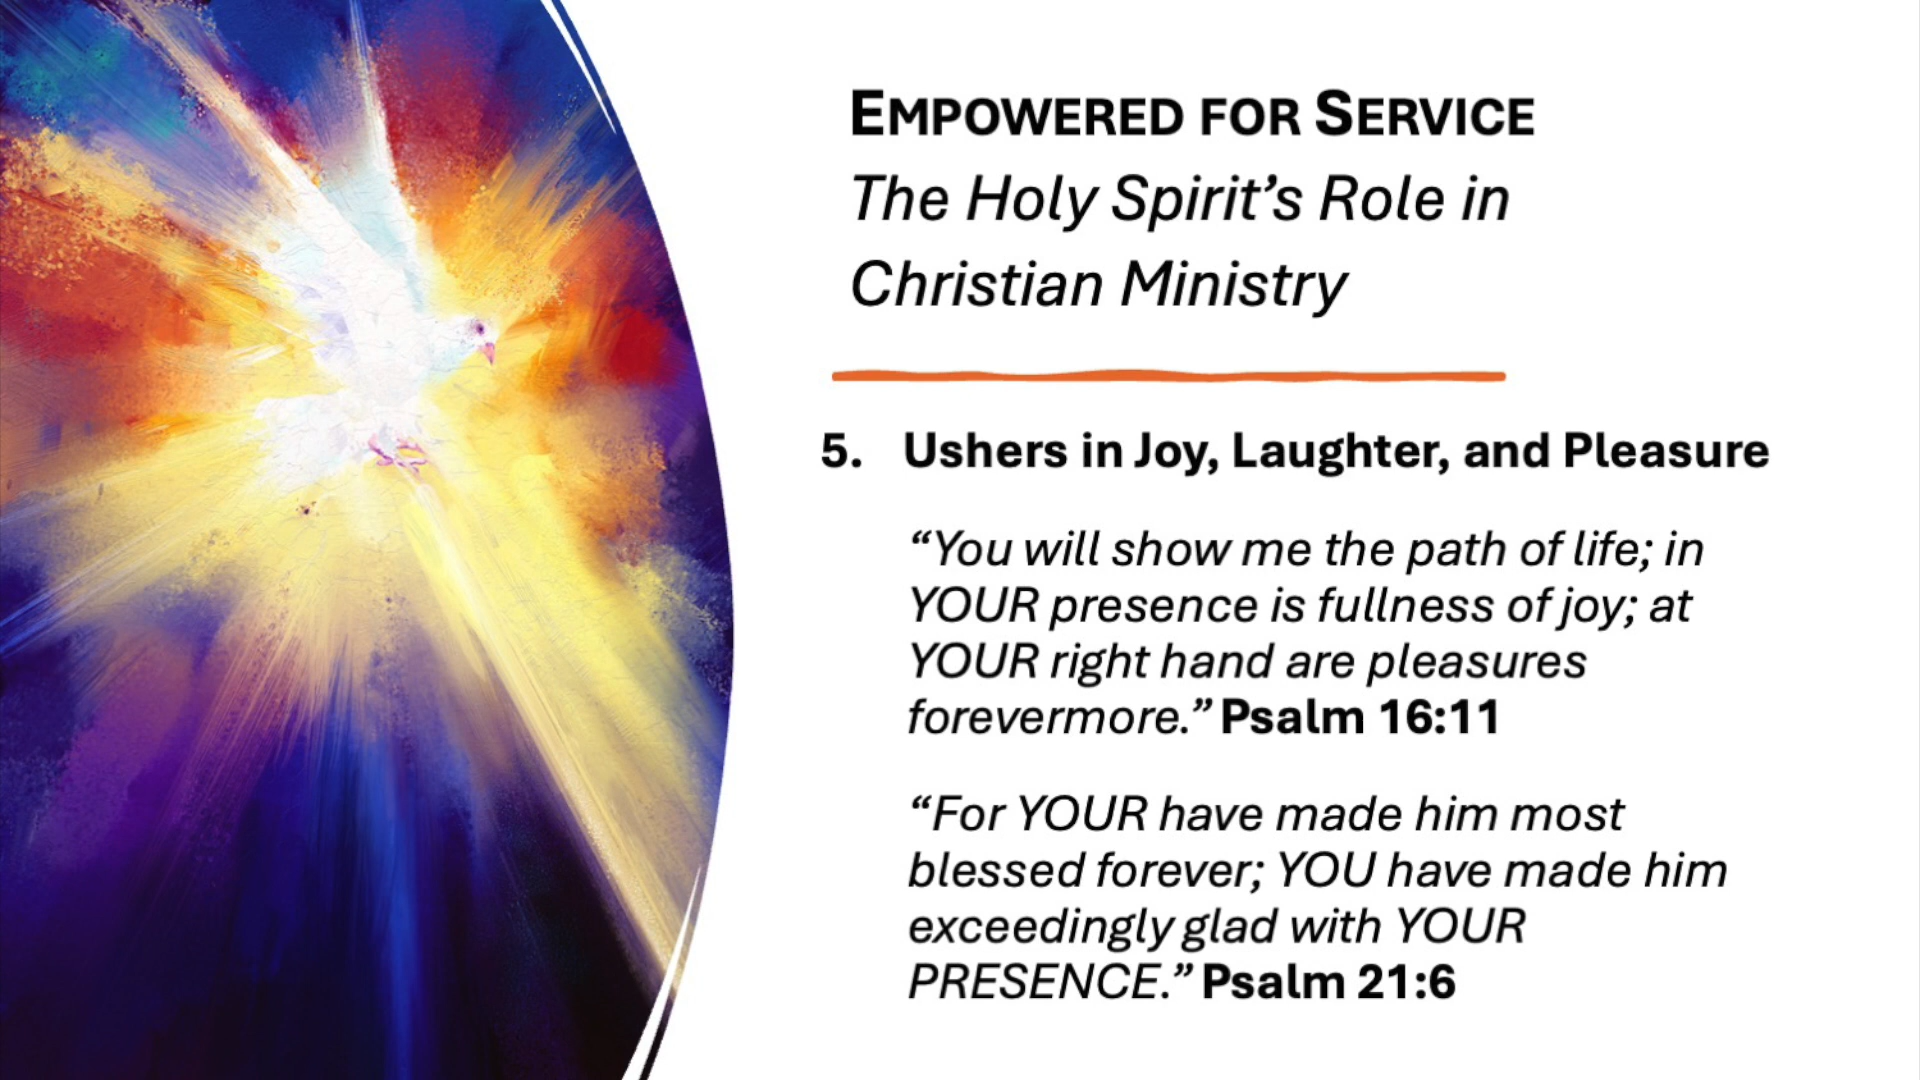 EMPOWERED FOR SERVICE
The Holy Spirit’s Role in
Christian Ministry
5. Ushers in Joy, Laughter, and Pleasure
“You will show me the path of life; in
YOUR presence is fullness of joy; at
YOUR right hand are pleasures
forevermore.” Psalm 16:11
“For YOUR have made him most
blessed forever; YOU have made him
exceedingly glad with YOUR
PRESENCE.” Psalm 21:6